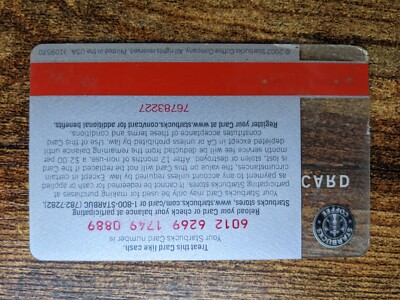 STARBUCKS
COFFEE
CARD
Treat this Card like cash.
Your Starbucks Card number is
6012 6269 1749 0889
Reload your Card or check your balance at participating
Starbucks stores, www.starbucks.com/card or 1-800-STARBUC (782-7282).
This Card may only be used for making purchases at
participating Starbucks stores. It cannot be redeemed for cash or applied
as payment to any account unless required by law. Except in certain
circumstances, the value on this Card will not be replaced if the Card
is lost, stolen or destroyed. After 12 months of non-use, a $2.00 per
month service fee will be deducted from the remaining balance until
depleted except in CA or unless prohibited by law. Use of this Card
constitutes acceptance of these terms and conditions.
Register your Card at www.starbucks.com/card for additional benefits.
76783227
© 2007 Starbucks Coffee Company. All rights reserved. Printed in the USA. 3109570